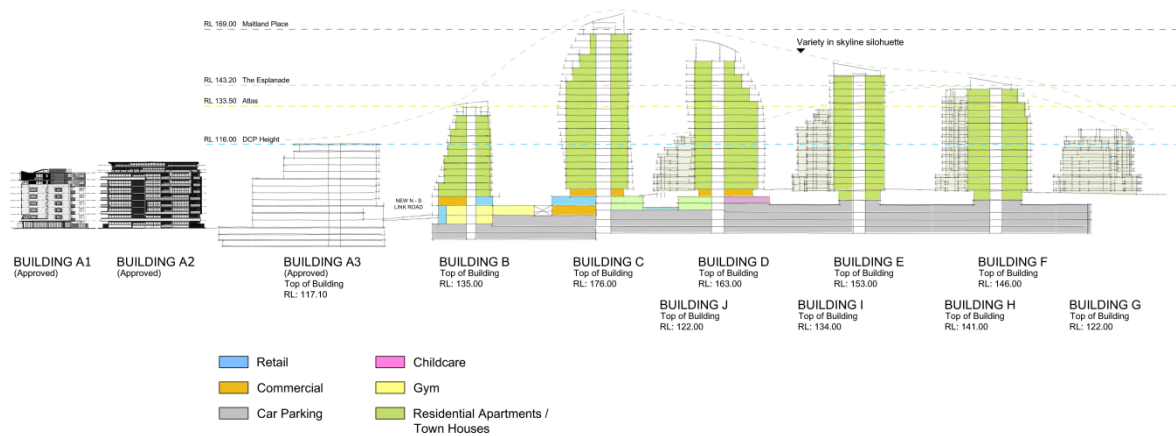 RL 169.00 Maitland Place
Variety in skyline silohuette
RL 143.20 The Esplanade
RL 133.50 Atlas
RL 116.00 DCP Height
NEW N - S
LINK ROAD
BUILDING A1
(Approved)
BUILDING A2
(Approved)
BUILDING A3
(Approved)
Top of Building
RL: 117.10
BUILDING B
Top of Building
RL: 135.00
BUILDING C
Top of Building
RL: 176.00
BUILDING D
Top of Building
RL: 163.00
BUILDING E
Top of Building
RL: 153.00
BUILDING F
Top of Building
RL: 146.00
BUILDING J
Top of Building
RL: 122.00
BUILDING I
Top of Building
RL: 134.00
BUILDING H
Top of Building
RL: 141.00
BUILDING G
Top of Building
RL: 122.00
Retail
Commercial
Car Parking
Childcare
Gym
Residential Apartments /
Town Houses